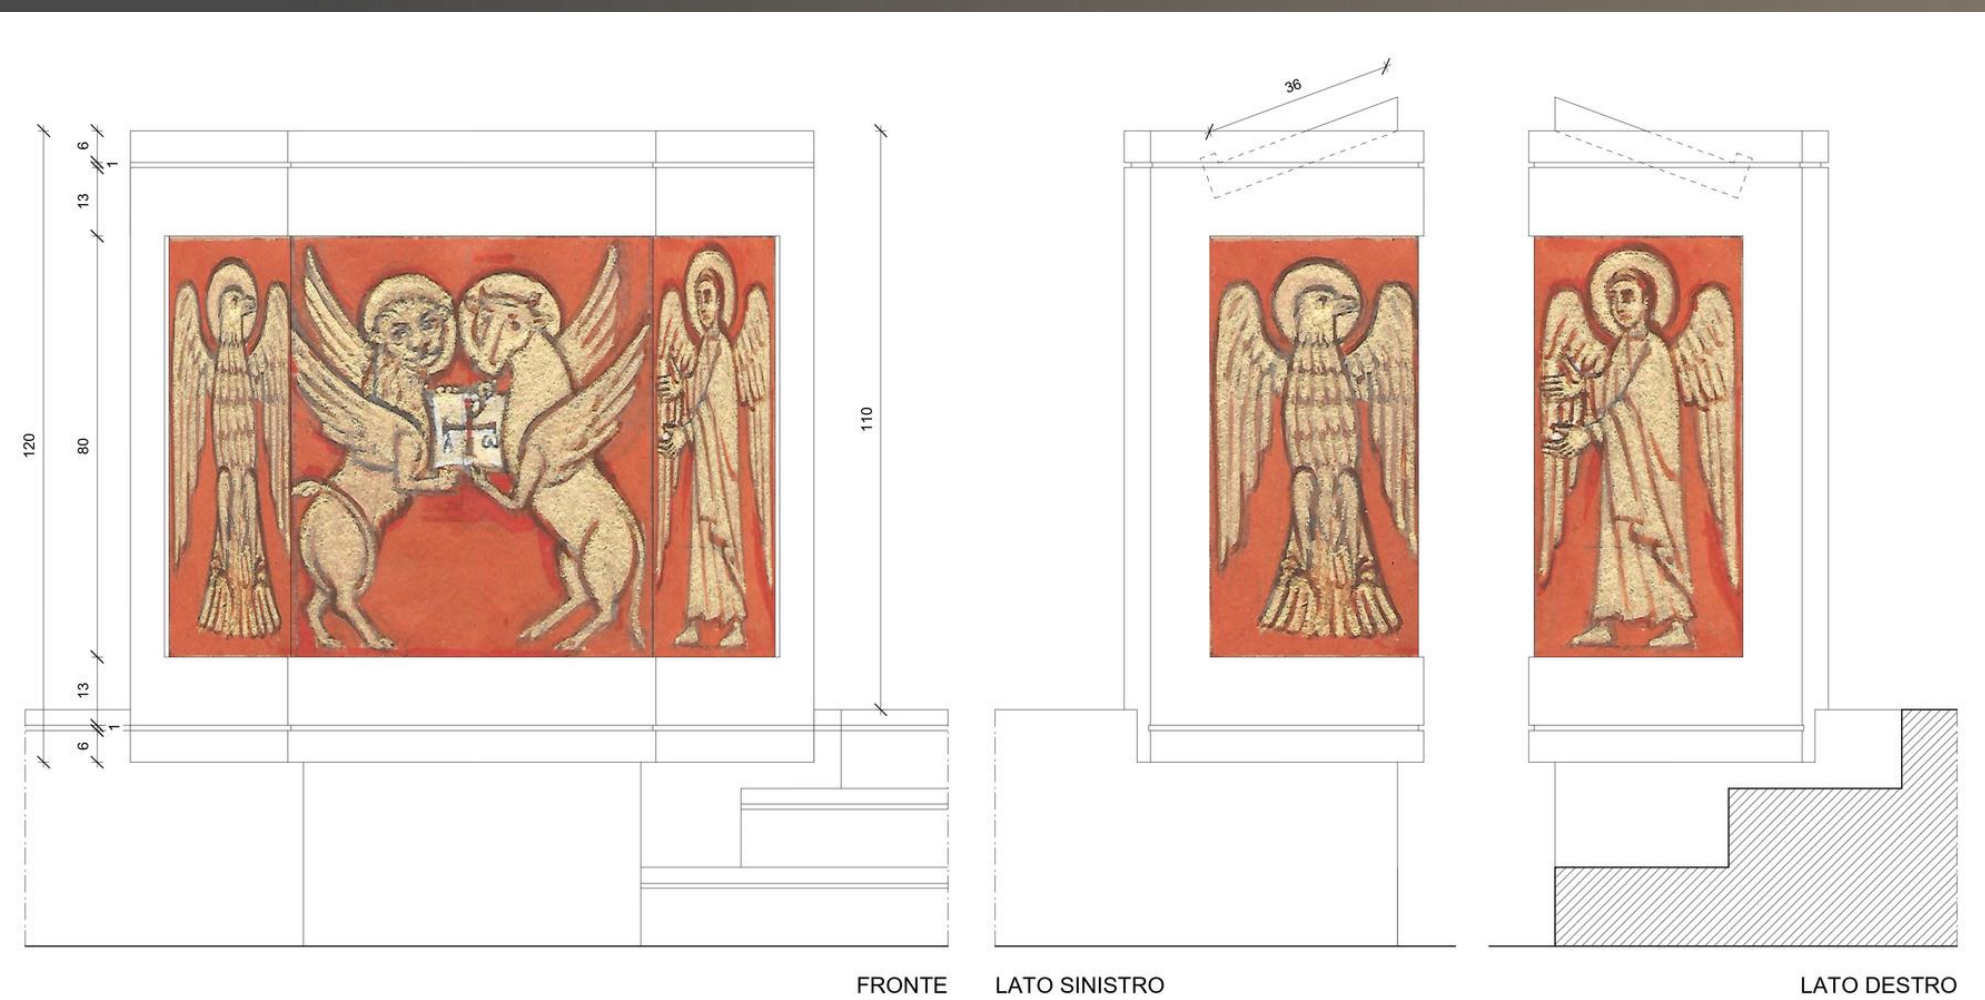 36
6
1
13
120
80
110
13
1
6
Α Ѡ
FRONTE
LATO SINISTRO
LATO DESTRO